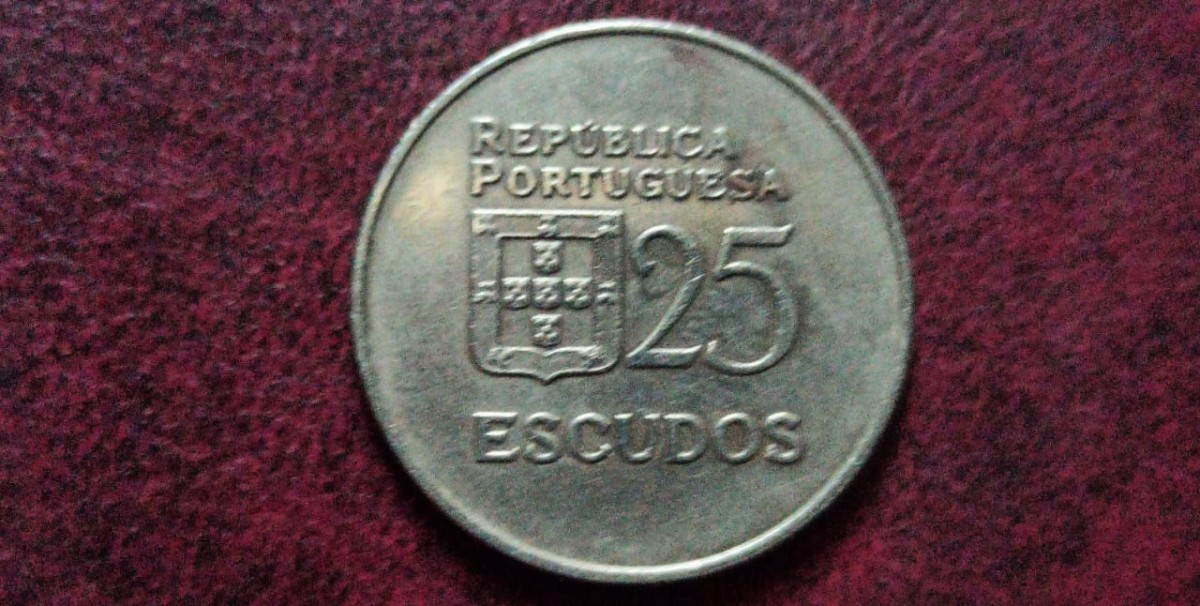 REPÚBLICA
PORTUGUESA
25
ESCUDOS